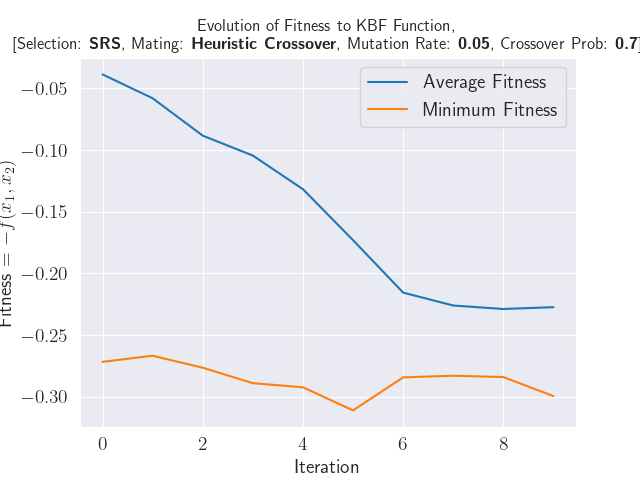 Evolution of Fitness to KBF Function,
[Selection: SRS, Mating: Heuristic Crossover, Mutation Rate: 0.05, Crossover Prob: 0.7]
Average Fitness
Minimum Fitness
−0.05
−0.10
−0.15
−0.20
−0.25
−0.30
Fitness = −f(x₁, x₂)
0 2 4 6 8
Iteration